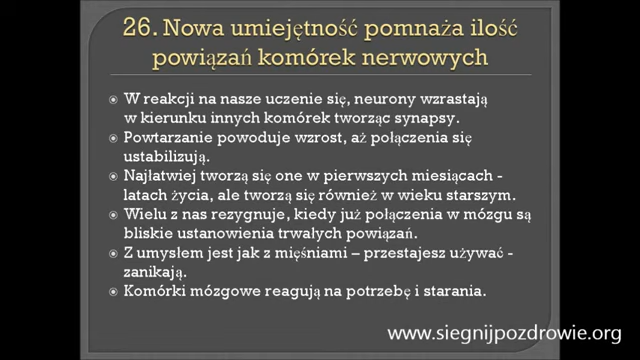 26. Nowa umiejętność pomnaża ilość
powiązań komórek nerwowych
W reakcji na nasze uczenie się, neurony wzrastają
w kierunku innych komórek tworząc synapsy.
Powtarzanie powoduje wzrost, aż połączenia się
ustabilizują.
Najłatwiej tworzą się one w pierwszych miesiącach -
latach życia, ale tworzą się również w wieku starszym.
Wielu z nas rezygnuje, kiedy już połączenia w mózgu są
bliskie ustanowienia trwałych powiązań.
Z umysłem jest jak z mięśniami – przestajesz używać -
zanikają.
Komórki mózgowe reagują na potrzebę i starania.
www.siegnijpozdrowie.org